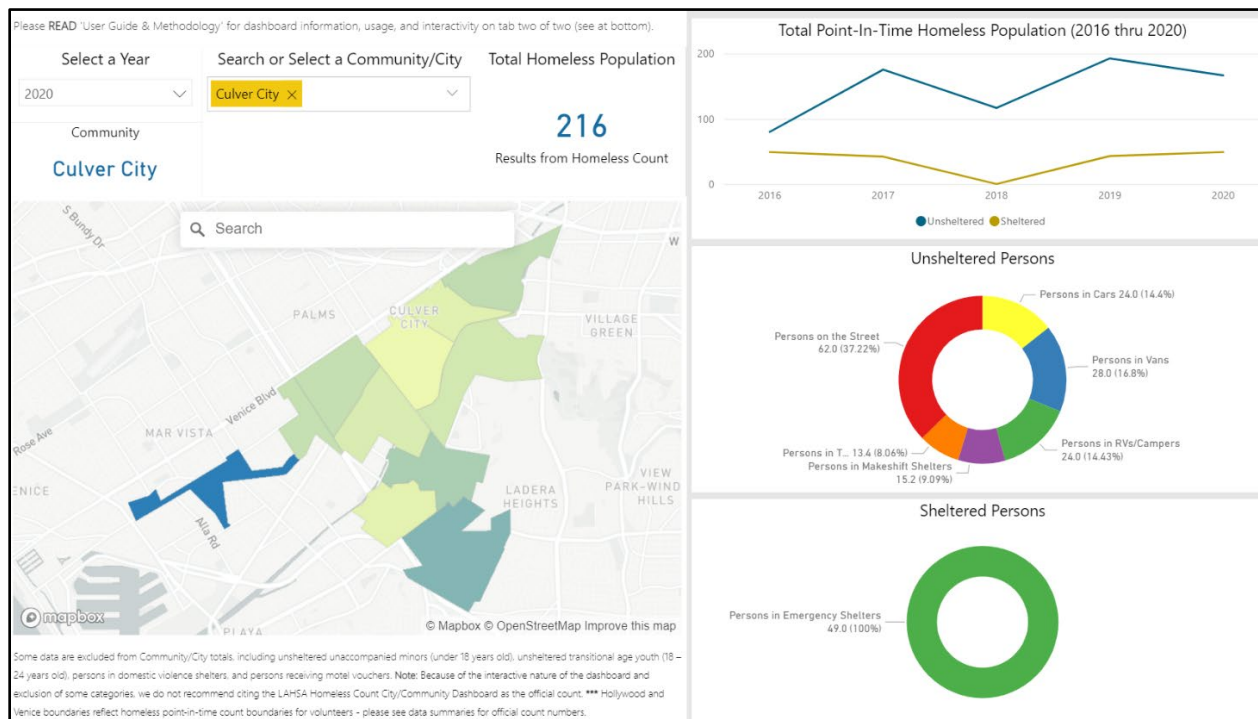 Please READ 'User Guide & Methodology' for dashboard information, usage, and interactivity on tab two of two (see at bottom).
Select a Year
2020
Community
Culver City
Search or Select a Community/City
Culver City ×
Total Homeless Population
216
Results from Homeless Count
Search
S Bundy Dr
W
PALMS
CULVER
CITY
VILLAGE
GREEN
Venice Blvd
Rose Ave
MAR VISTA
ENICE
Alla Rd
LADERA
HEIGHTS
VIEW
PARK-WIND
HILLS
PLAYA
mapbox
© Mapbox © OpenStreetMap Improve this map
Some data are excluded from Community/City totals, including unsheltered unaccompanied minors (under 18 years old), unsheltered transitional age youth (18 –
24 years old), persons in domestic violence shelters, and persons receiving motel vouchers. Note: Because of the interactive nature of the dashboard and
exclusion of some categories, we do not recommend citing the LAHSA Homeless Count City/Community Dashboard as the official count. *** Hollywood and
Venice boundaries reflect homeless point-in-time count boundaries for volunteers - please see data summaries for official count numbers.
Total Point-In-Time Homeless Population (2016 thru 2020)
200
100
0
2016 2017 2018 2019 2020
Unsheltered Sheltered
Unsheltered Persons
Persons in Cars 24.0 (14.4%)
Persons on the Street
62.0 (37.22%)
Persons in Vans
28.0 (16.8%)
Persons in RVs/Campers
24.0 (14.43%)
Persons in T... 13.4 (8.06%)
Persons in Makeshift Shelters
15.2 (9.09%)
Sheltered Persons
Persons in Emergency Shelters
49.0 (100%)